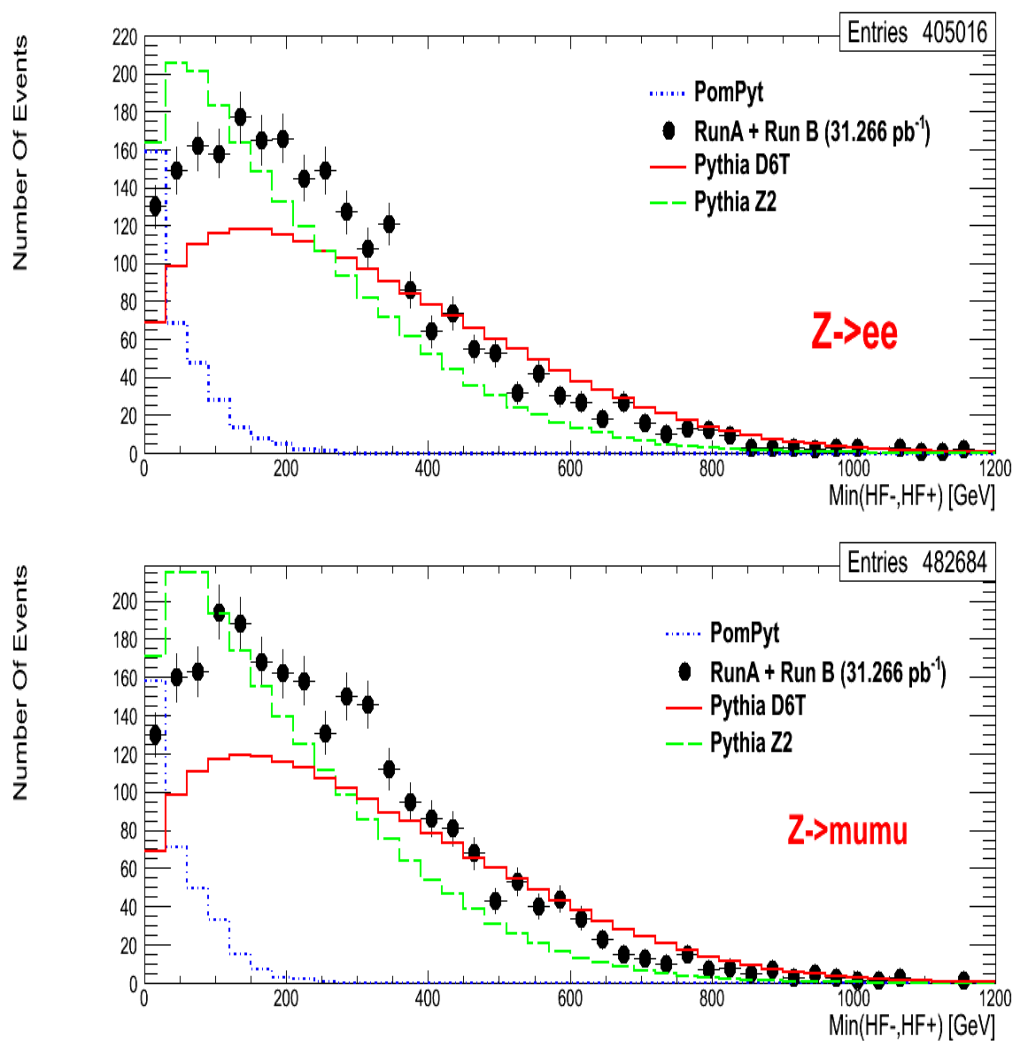 Entries 405016
Number Of Events
220
200
180
160
140
120
100
80
60
40
20
0
PomPyt
RunA + Run B (31.266 pb⁻¹)
Pythia D6T
Pythia Z2
Z->ee
0 200 400 600 800 1000 1200
Min(HF-,HF+) [GeV]
Entries 482684
Number Of Events
200
180
160
140
120
100
80
60
40
20
0
PomPyt
RunA + Run B (31.266 pb⁻¹)
Pythia D6T
Pythia Z2
Z->mumu
0 200 400 600 800 1000 1200
Min(HF-,HF+) [GeV]